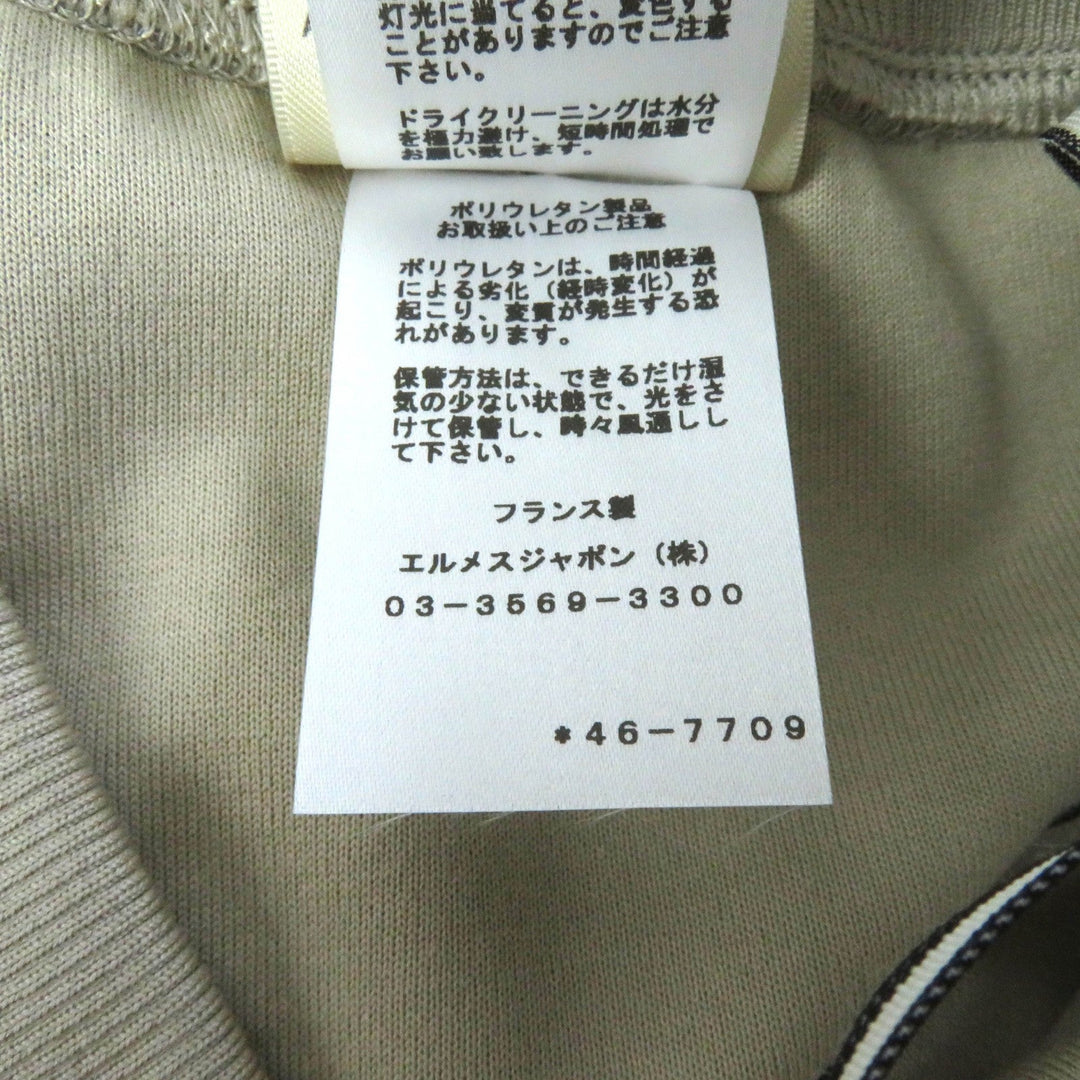 灯光に当てると、変色する
ことがありますのでご注意
下さい。
ドライクリーニングは水分
を極力避け、短時間処理で
お願い致します。
ポリウレタン製品
お取扱い上のご注意
ポリウレタンは、時間経過
による劣化（経時変化）が
起こり、変質が発生する恐
れがあります。
保管方法は、できるだけ湿
気の少ない状態で、光をさ
けて保管し、時々風通しし
て下さい。
フランス製
エルメスジャポン（株）
03-3569-3300
*46-7709